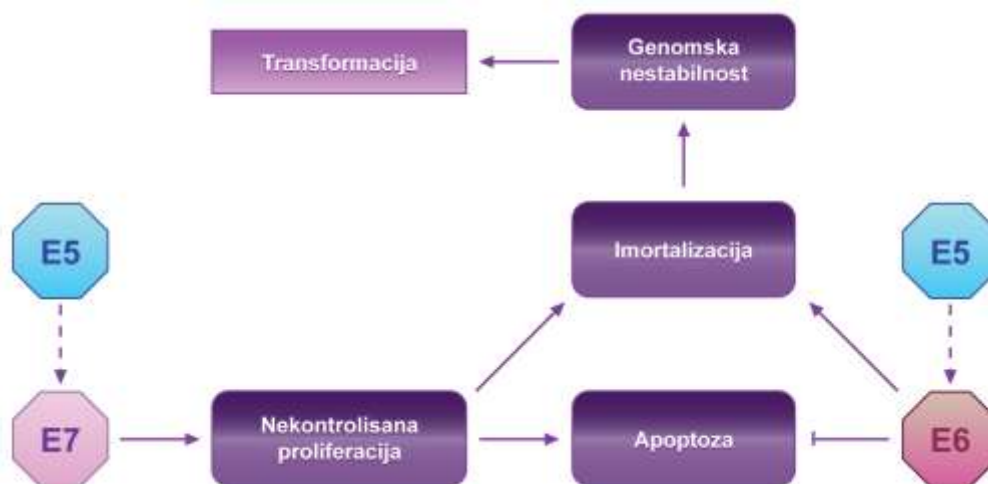 Transformacija
Genomska
nestabilnost
E5
Imortalizacija
E5
E7
Nekontrolisana
proliferacija
Apoptoza
E6